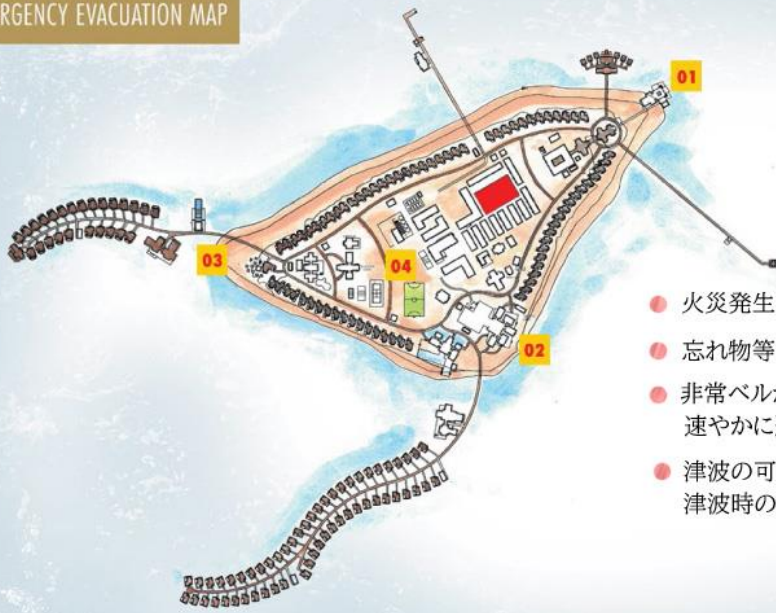 RGENCY EVACUATION MAP
01
03
04
02
火災発生
忘れ物等
非常ベル
速やかに
津波の可
津波時の